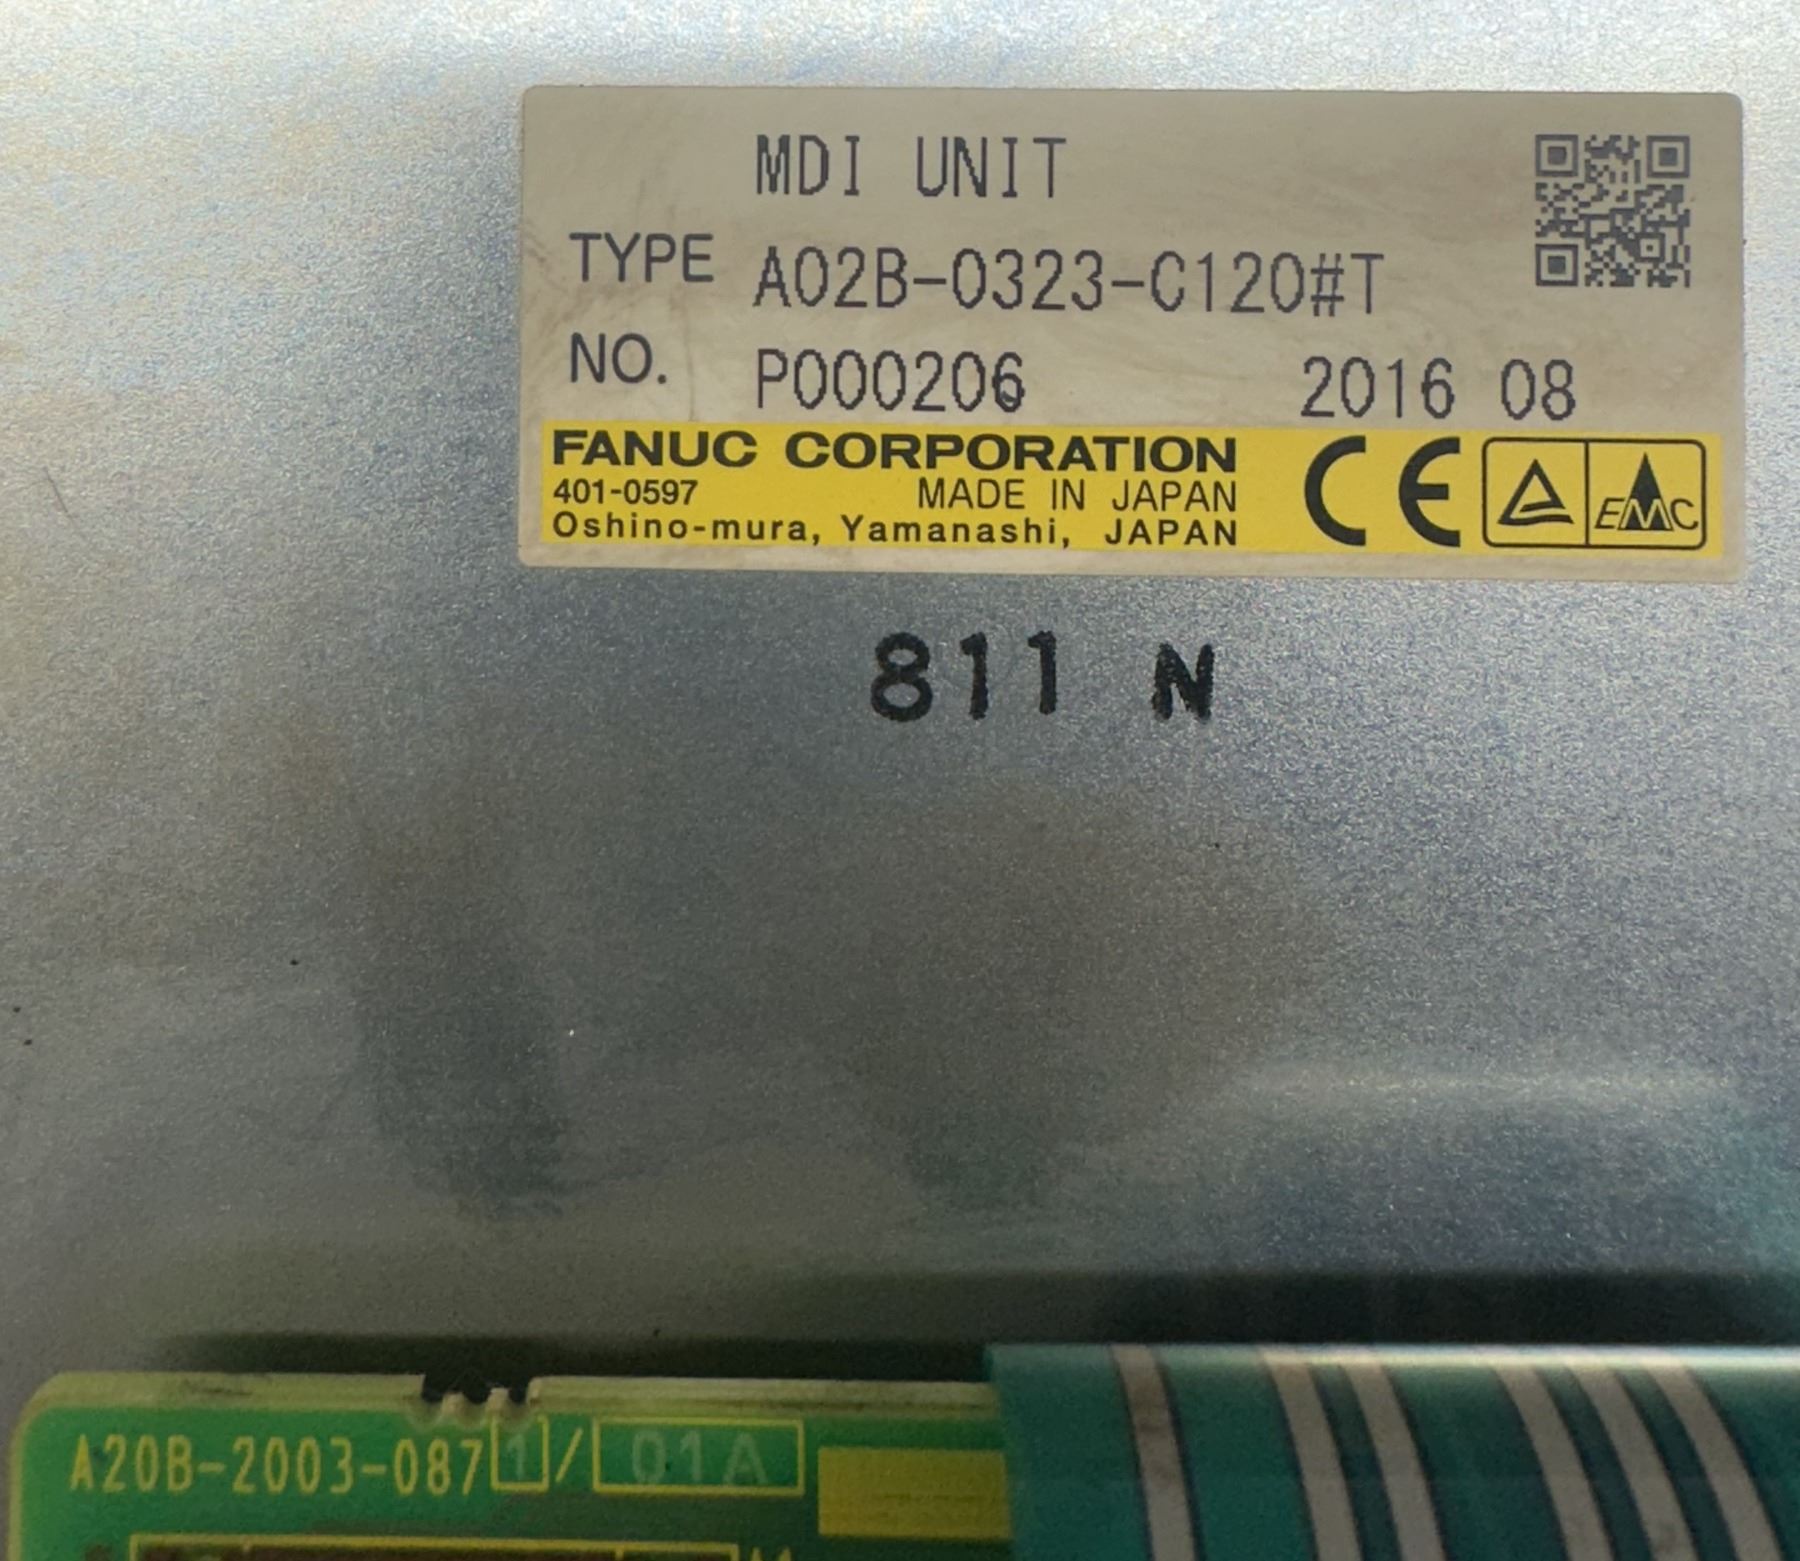 MDI UNIT
TYPE A02B-0323-C120#T
NO. P000206 2016 08
FANUC CORPORATION
401-0597 MADE IN JAPAN
Oshino-mura, Yamanashi, JAPAN
CE
EMC
811 N
A20B-2003-0871/01A